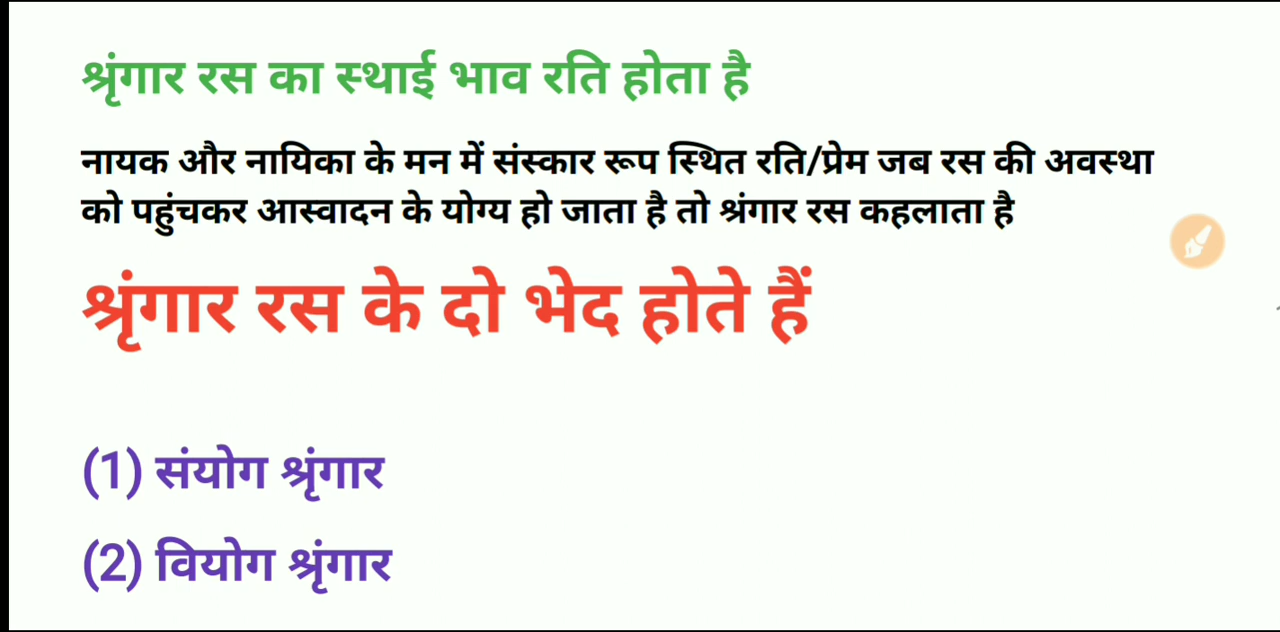 श्रृंगार रस का स्थाई भाव रति होता है
नायक और नायिका के मन में संस्कार रूप स्थित रति/प्रेम जब रस की अवस्था
को पहुंचकर आस्वादन के योग्य हो जाता है तो श्रंगार रस कहलाता है
श्रृंगार रस के दो भेद होते हैं
(1) संयोग श्रृंगार
(2) वियोग श्रृंगार